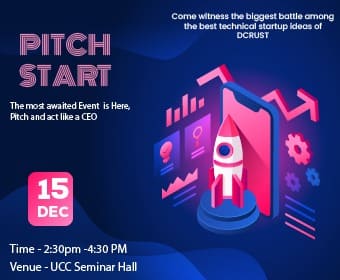 Come witness the biggest battle among
the best technical startup ideas of
DCRUST
PITCH
START
The most awaited Event is Here,
Pitch and act like a CEO
15
DEC
Time - 2:30pm -4:30 PM
Venue - UCC Seminar Hall